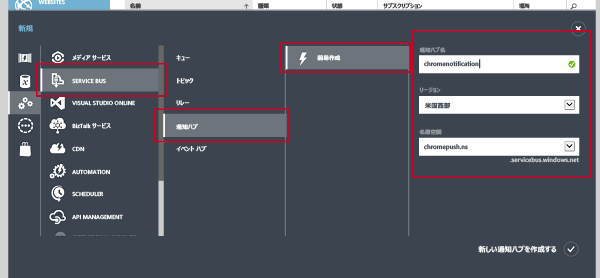 WEBSITES
名前
種類
状態
サブスクリプション
場所
新規
メディア サービス
SERVICE BUS
VISUAL STUDIO ONLINE
BizTalk サービス
CDN
AUTOMATION
SCHEDULER
API MANAGEMENT
キュー
トピック
リレー
通知ハブ
イベント ハブ
簡易作成
通知ハブ名
chromenotification
リージョン
米国西部
名前空間
chromepush.ns
.servicebus.windows.net
新しい通知ハブを作成する